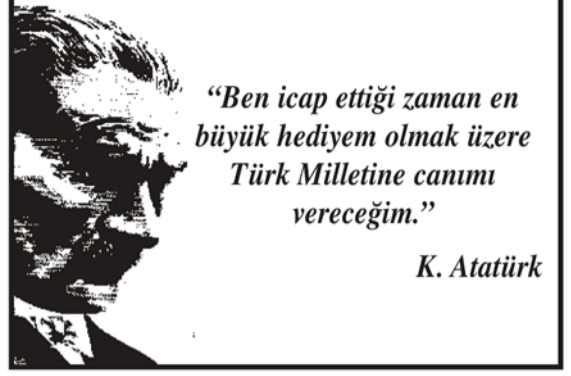 “Ben icap ettiği zaman en
büyük hediyem olmak üzere
Türk Milletine canımı
vereceğim.”
K. Atatürk